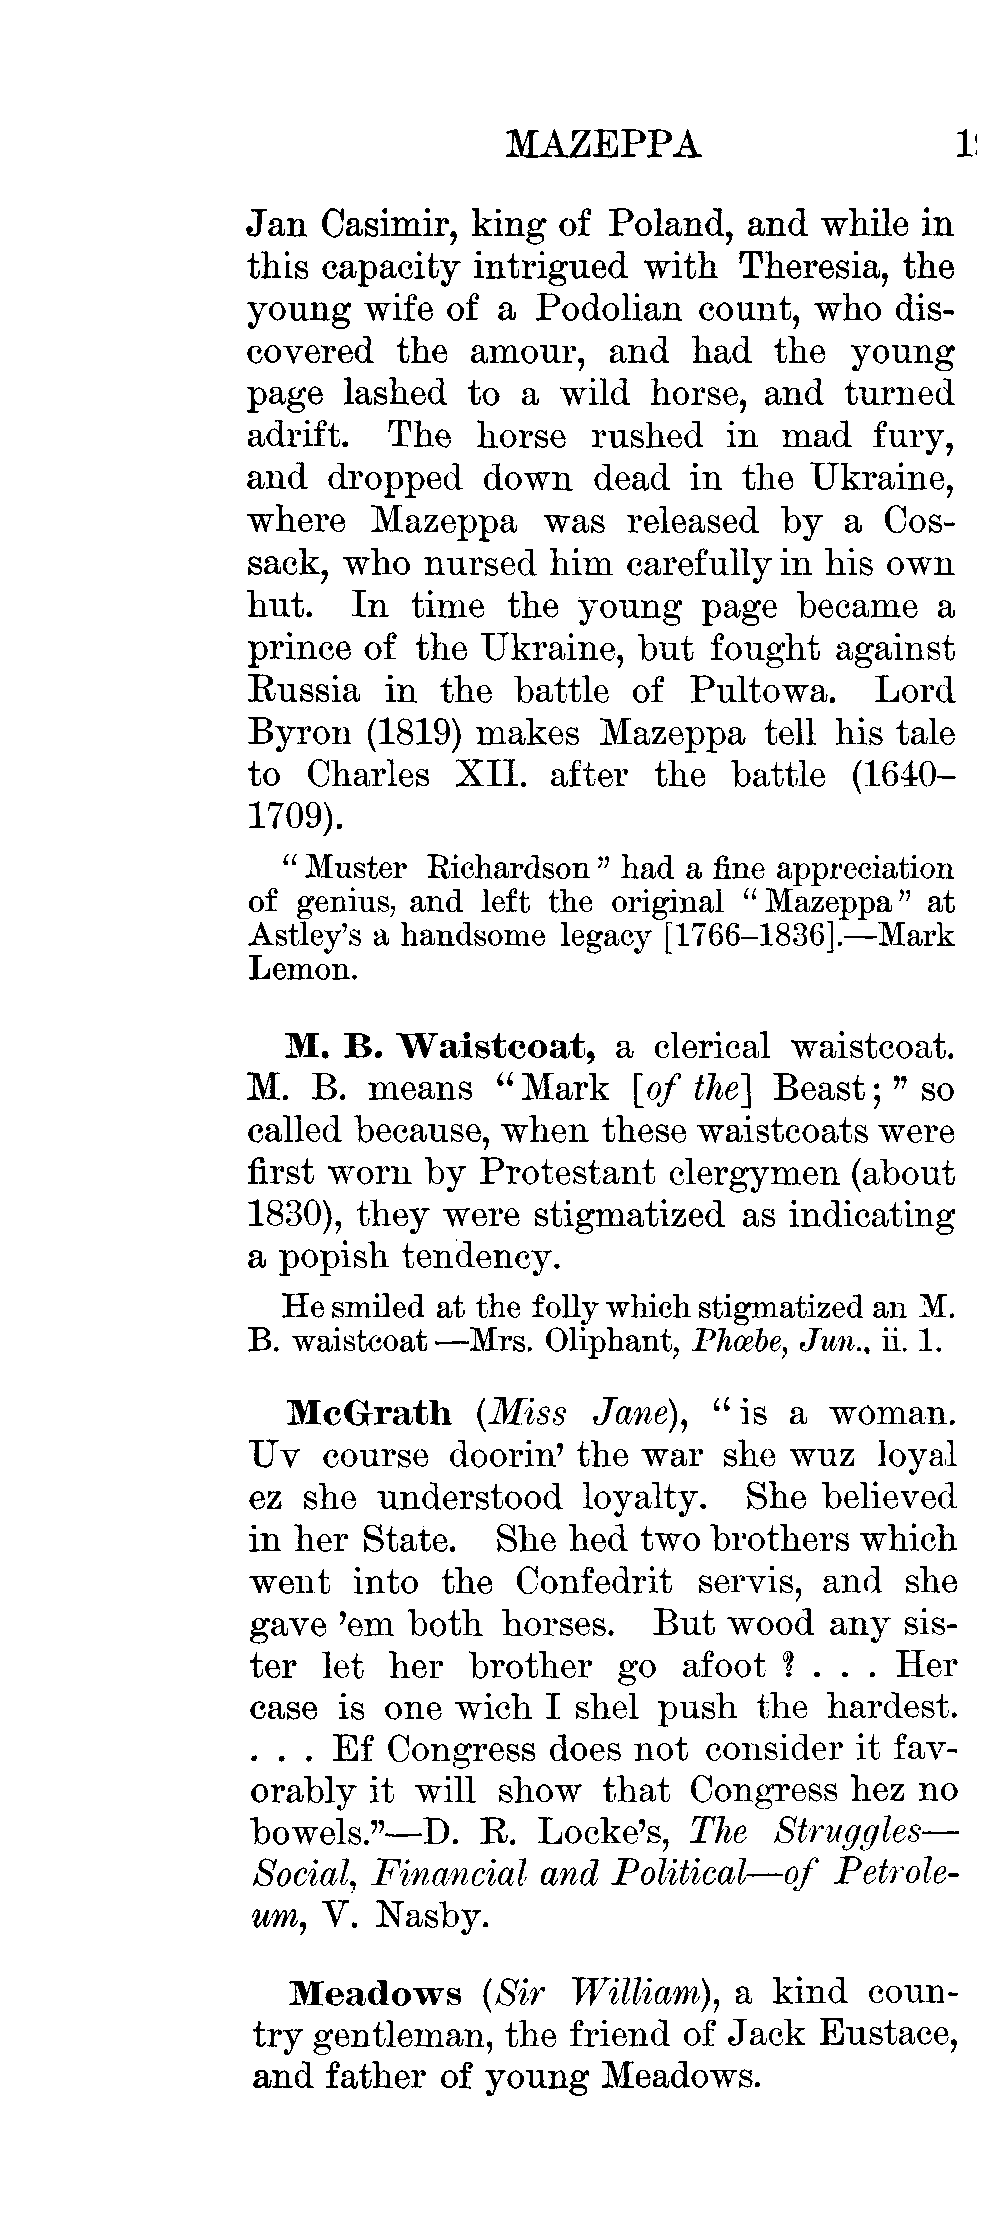 MAZEPPA
Jan Casimir, king of Poland, and while in
this capacity intrigued with Theresia, the
young wife of a Podolian count, who dis-
covered the amour, and had the young
page lashed to a wild horse, and turned
adrift. The horse rushed in mad fury,
and dropped down dead in the Ukraine,
where Mazeppa was released by a Cos-
sack, who nursed him carefully in his own
hut. In time the young page became a
prince of the Ukraine, but fought against
Russia in the battle of Pultowa. Lord
Byron (1819) makes Mazeppa tell his tale
to Charles XII. after the battle (1640–
1709).
“Muster Richardson” had a fine appreciation
of genius, and left the original “Mazeppa” at
Astley’s a handsome legacy [1766–1836].—Mark
Lemon.
M. B. Waistcoat, a clerical waistcoat.
M. B. means “Mark [of the] Beast;” so
called because, when these waistcoats were
first worn by Protestant clergymen (about
1830), they were stigmatized as indicating
a popish tendency.
He smiled at the folly which stigmatized an M.
B. waistcoat—Mrs. Oliphant, Phœbe, Jun., ii. 1.
McGrath (Miss Jane), “is a woman.
Uv course doorin’ the war she wuz loyal
ez she understood loyalty. She believed
in her State. She hed two brothers which
went into the Confedrit servis, and she
gave ’em both horses. But wood any sis-
ter let her brother go afoot? . . . Her
case is one wich I shel push the hardest.
. . . Ef Congress does not consider it fav-
orably it will show that Congress hez no
bowels.”—D. R. Locke’s, The Struggles—
Social, Financial and Political—of Petrole-
um, V. Nasby.
Meadows (Sir William), a kind coun-
try gentleman, the friend of Jack Eustace,
and father of young Meadows.